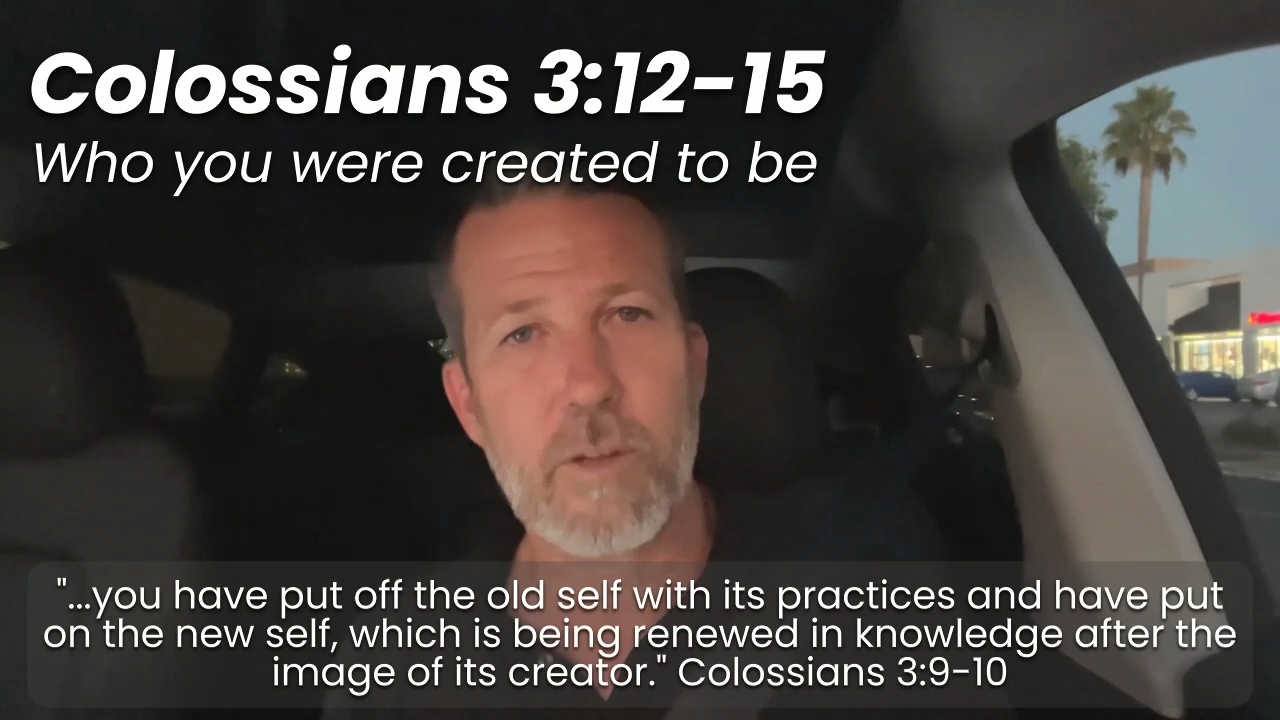 Colossians 3:12-15
Who you were created to be
"...you have put off the old self with its practices and have put
on the new self, which is being renewed in knowledge after the
image of its creator." Colossians 3:9-10